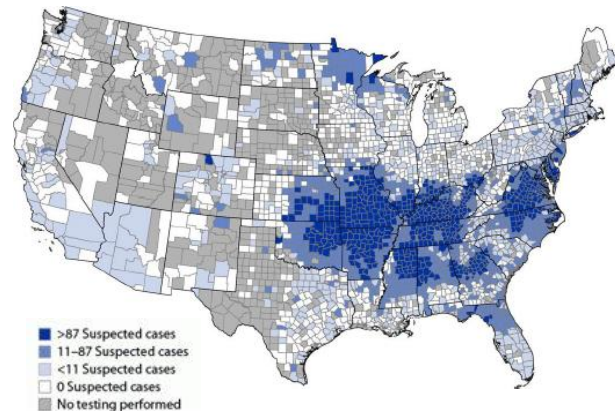 >87 Suspected cases
11–87 Suspected cases
<11 Suspected cases
0 Suspected cases
No testing performed